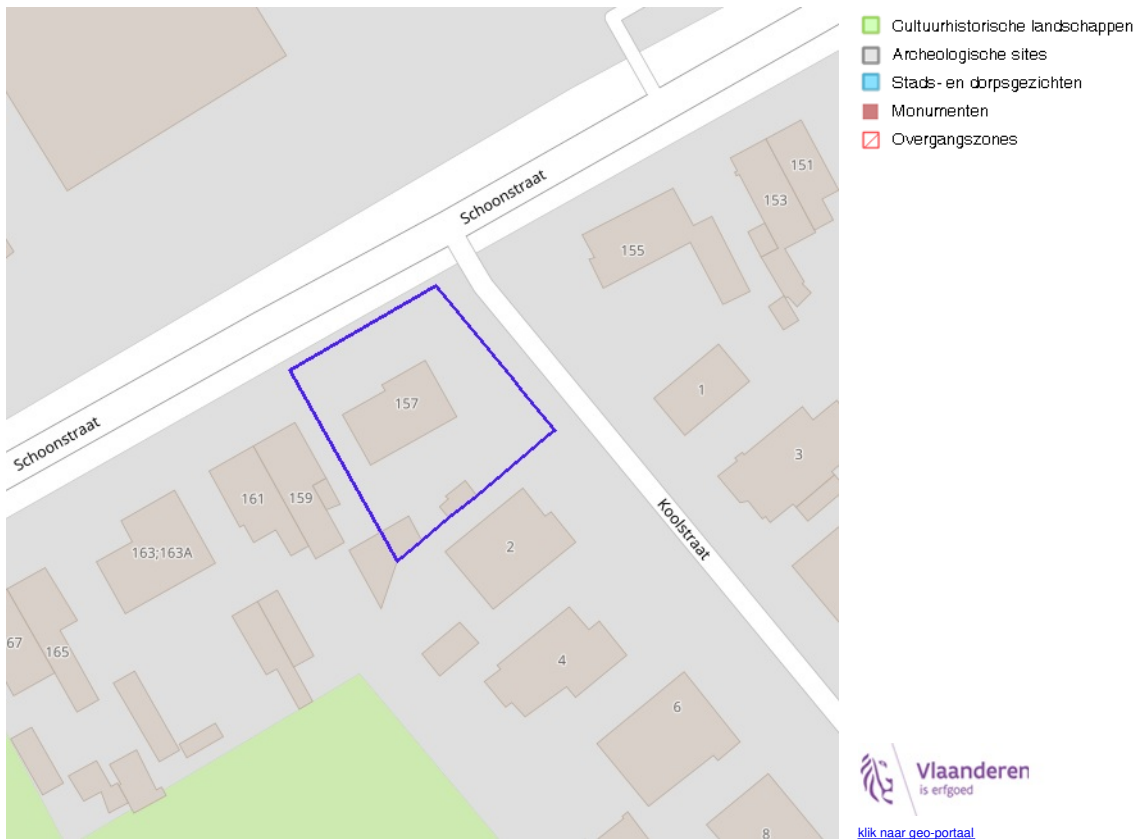 Cultuurhistorische landschappen
Archeologische sites
Stads- en dorpsgezichten
Monumenten
Overgangszones
Schoonstraat
151
153
155
157
1
3
Schoonstraat
161
159
163;163A
2
Koolstraat
67
165
4
6
8
Vlaanderen
is erfgoed
klik naar geo-portaal